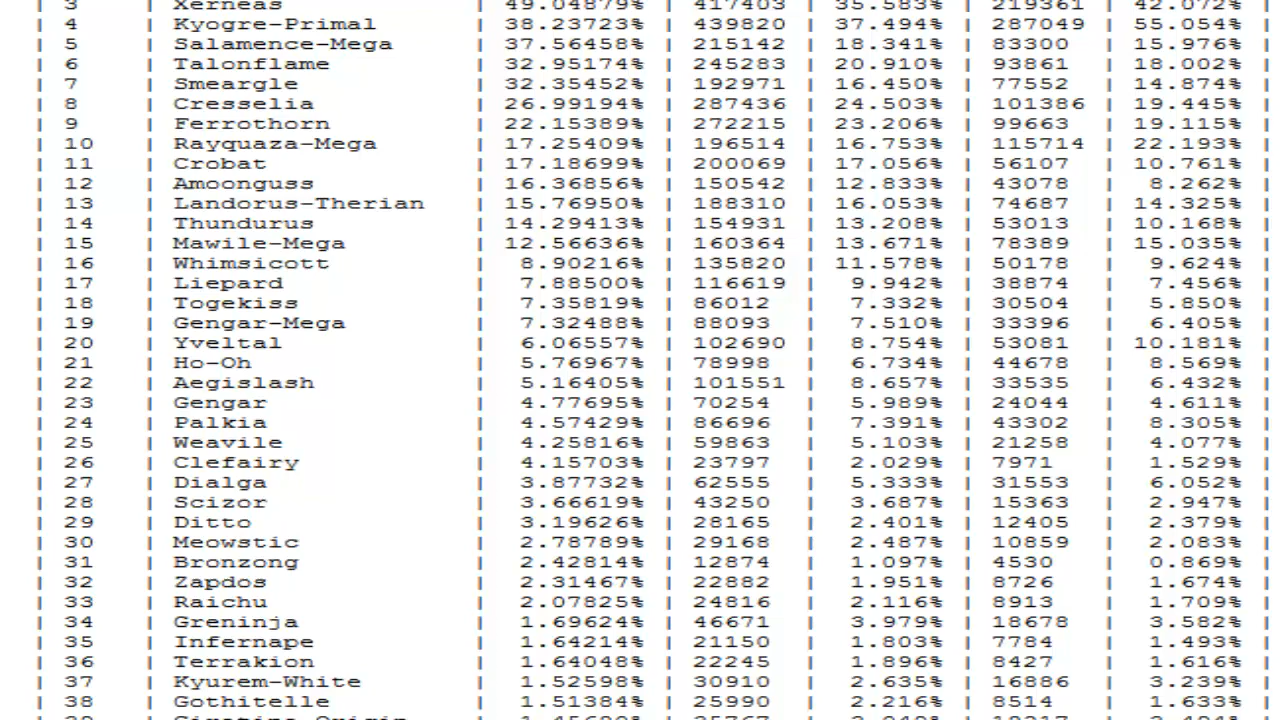 | 3 | Xerneas | 49.04879% | 417403 | 35.583% | 219361 | 42.072% |
| 4 | Kyogre-Primal | 38.23723% | 439820 | 37.494% | 287049 | 55.054% |
| 5 | Salamence-Mega | 37.56458% | 215142 | 18.341% | 83300 | 15.976% |
| 6 | Talonflame | 32.95174% | 245283 | 20.910% | 93861 | 18.002% |
| 7 | Smeargle | 32.35452% | 192971 | 16.450% | 77552 | 14.874% |
| 8 | Cresselia | 26.99194% | 287436 | 24.503% | 101386 | 19.445% |
| 9 | Ferrothorn | 22.15389% | 272215 | 23.206% | 99663 | 19.115% |
| 10 | Rayquaza-Mega | 17.25409% | 196514 | 16.753% | 115714 | 22.193% |
| 11 | Crobat | 17.18699% | 200069 | 17.056% | 56107 | 10.761% |
| 12 | Amoonguss | 16.36856% | 150542 | 12.833% | 43078 | 8.262% |
| 13 | Landorus-Therian | 15.76950% | 188310 | 16.053% | 74687 | 14.325% |
| 14 | Thundurus | 14.29413% | 154931 | 13.208% | 53013 | 10.168% |
| 15 | Mawile-Mega | 12.56636% | 160364 | 13.671% | 78389 | 15.035% |
| 16 | Whimsicott | 8.90216% | 135820 | 11.578% | 50178 | 9.624% |
| 17 | Liepard | 7.88500% | 116619 | 9.942% | 38874 | 7.456% |
| 18 | Togekiss | 7.35819% | 86012 | 7.332% | 30504 | 5.850% |
| 19 | Gengar-Mega | 7.32488% | 88093 | 7.510% | 33396 | 6.405% |
| 20 | Yveltal | 6.06557% | 102690 | 8.754% | 53081 | 10.181% |
| 21 | Ho-Oh | 5.76967% | 78998 | 6.734% | 44678 | 8.569% |
| 22 | Aegislash | 5.16405% | 101551 | 8.657% | 33535 | 6.432% |
| 23 | Gengar | 4.77695% | 70254 | 5.989% | 24044 | 4.611% |
| 24 | Palkia | 4.57429% | 86696 | 7.391% | 43302 | 8.305% |
| 25 | Weavile | 4.25816% | 59863 | 5.103% | 21258 | 4.077% |
| 26 | Clefairy | 4.15703% | 23797 | 2.029% | 7971 | 1.529% |
| 27 | Dialga | 3.87732% | 62555 | 5.333% | 31553 | 6.052% |
| 28 | Scizor | 3.66619% | 43250 | 3.687% | 15363 | 2.947% |
| 29 | Ditto | 3.19626% | 28165 | 2.401% | 12405 | 2.379% |
| 30 | Meowstic | 2.78789% | 29168 | 2.487% | 10859 | 2.083% |
| 31 | Bronzong | 2.42814% | 12874 | 1.097% | 4530 | 0.869% |
| 32 | Zapdos | 2.31467% | 22882 | 1.951% | 8726 | 1.674% |
| 33 | Raichu | 2.07825% | 24816 | 2.116% | 8913 | 1.709% |
| 34 | Greninja | 1.69624% | 46671 | 3.979% | 18678 | 3.582% |
| 35 | Infernape | 1.64214% | 21150 | 1.803% | 7784 | 1.493% |
| 36 | Terrakion | 1.64048% | 22245 | 1.896% | 8427 | 1.616% |
| 37 | Kyurem-White | 1.52598% | 30910 | 2.635% | 16886 | 3.239% |
| 38 | Gothitelle | 1.51384% | 25990 | 2.216% | 8514 | 1.633% |